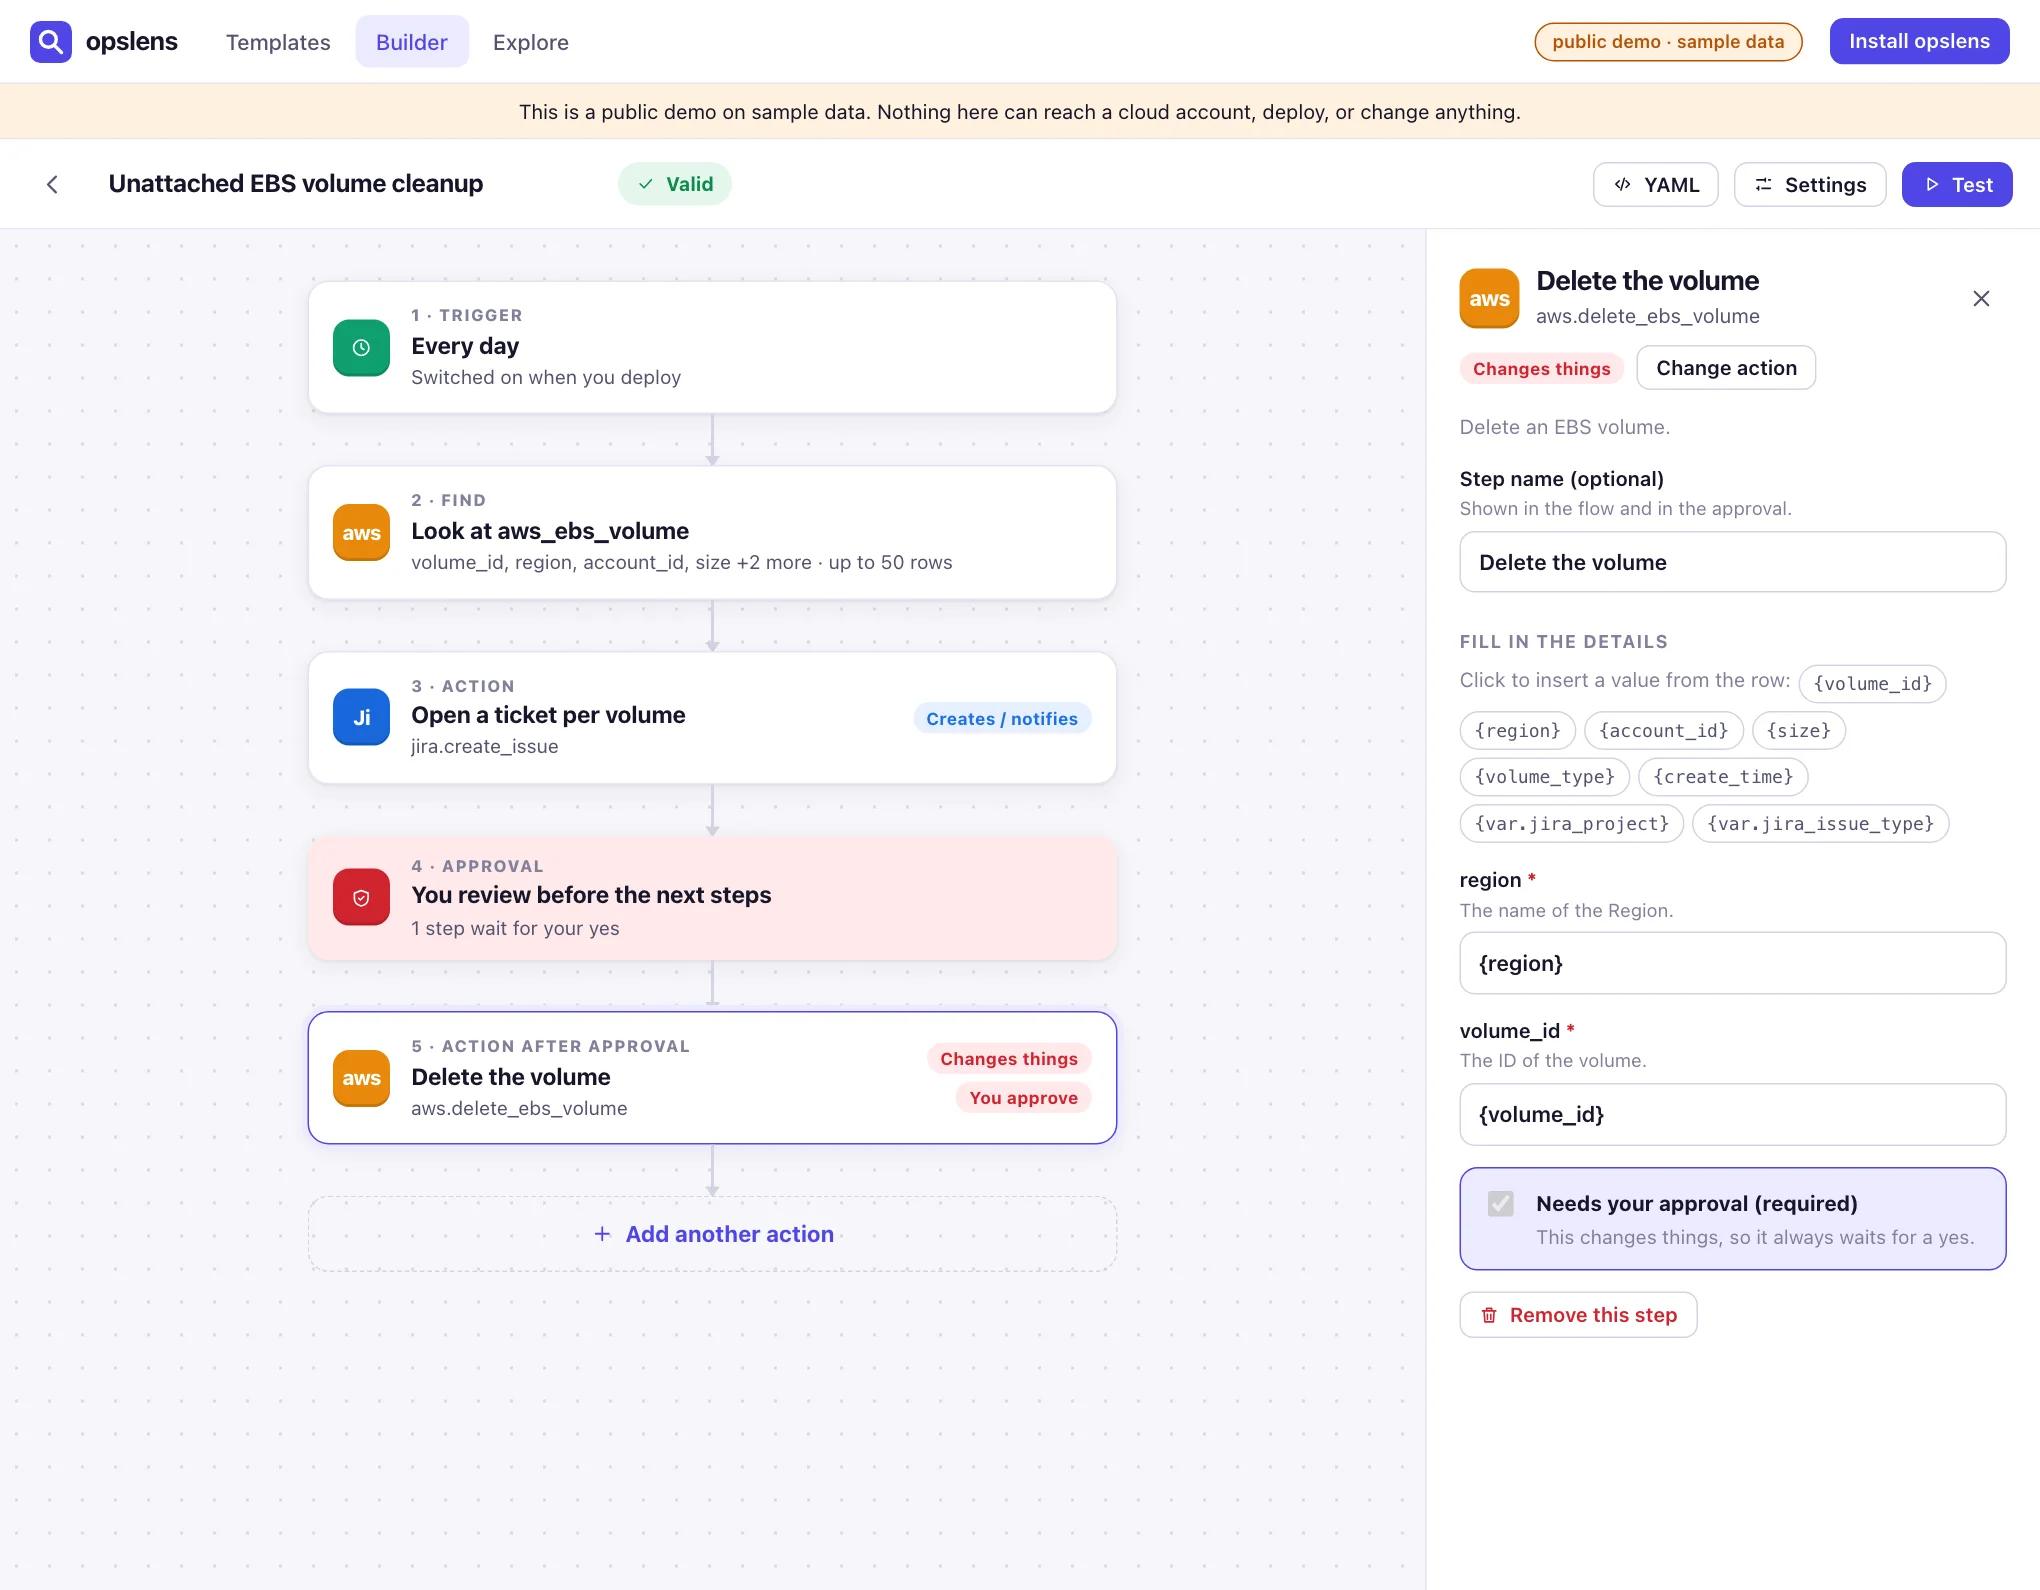 opslens
Templates
Builder
Explore
public demo · sample data
Install opslens
This is a public demo on sample data. Nothing here can reach a cloud account, deploy, or change anything.
Unattached EBS volume cleanup
Valid
YAML
Settings
Test
1 · TRIGGER
Every day
Switched on when you deploy
aws
2 · FIND
Look at aws_ebs_volume
volume_id, region, account_id, size +2 more · up to 50 rows
Ji
3 · ACTION
Open a ticket per volume
jira.create_issue
Creates / notifies
4 · APPROVAL
You review before the next steps
1 step wait for your yes
aws
5 · ACTION AFTER APPROVAL
Delete the volume
aws.delete_ebs_volume
Changes things
You approve
+ Add another action
aws
Delete the volume
aws.delete_ebs_volume
Changes things
Change action
Delete an EBS volume.
Step name (optional)
Shown in the flow and in the approval.
Delete the volume
FILL IN THE DETAILS
Click to insert a value from the row: {volume_id}
{region} {account_id} {size}
{volume_type} {create_time}
{var.jira_project} {var.jira_issue_type}
region *
The name of the Region.
{region}
volume_id *
The ID of the volume.
{volume_id}
Needs your approval (required)
This changes things, so it always waits for a yes.
Remove this step